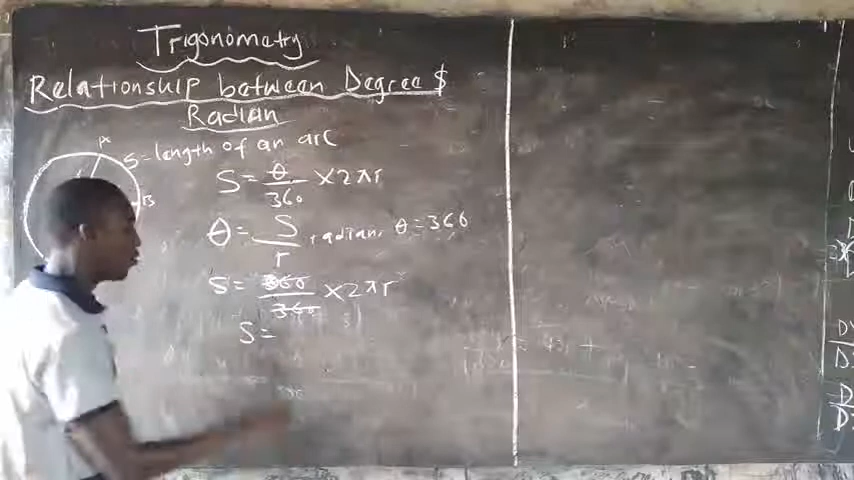 Trigonometry
Relationship between Degree $
Radian
S = length of an arc
B
S = θ/360 × 2πr
θ = S/r radian, θ = 360
S = 360/360 × 2πr
S =